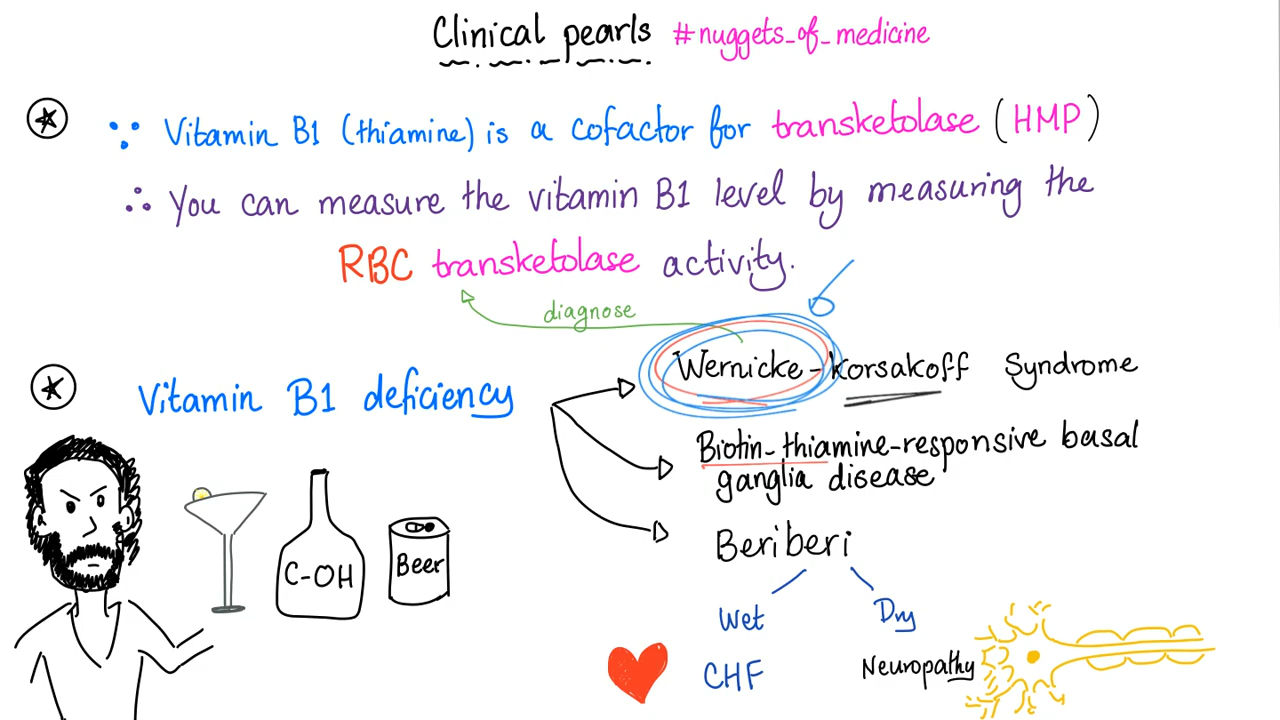 Clinical pearls #nuggets_of_medicine
∵ Vitamin B1 (thiamine) is a cofactor for transketolase (HMP)
∴ You can measure the vitamin B1 level by measuring the
RBC transketolase activity.
diagnose
Wernicke-Korsakoff Syndrome
Vitamin B1 deficiency
Biotin-thiamine-responsive basal
ganglia disease
Beriberi
C-OH
Beer
Wet
Dry
CHF
Neuropathy